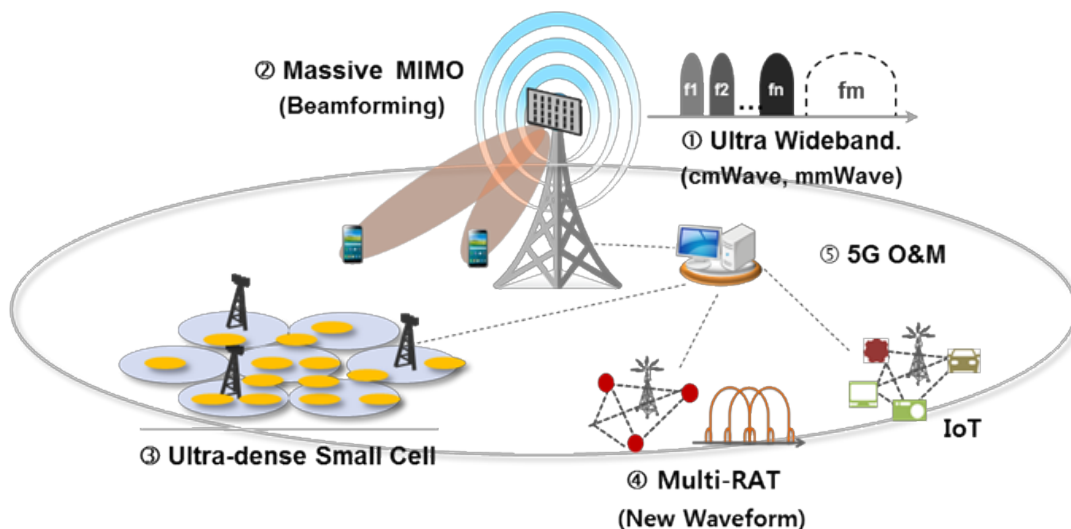 ② Massive MIMO
(Beamforming)
f1 f2 ... fn fm
① Ultra Wideband.
(cmWave, mmWave)
⑤ 5G O&M
③ Ultra-dense Small Cell
④ Multi-RAT
(New Waveform)
IoT